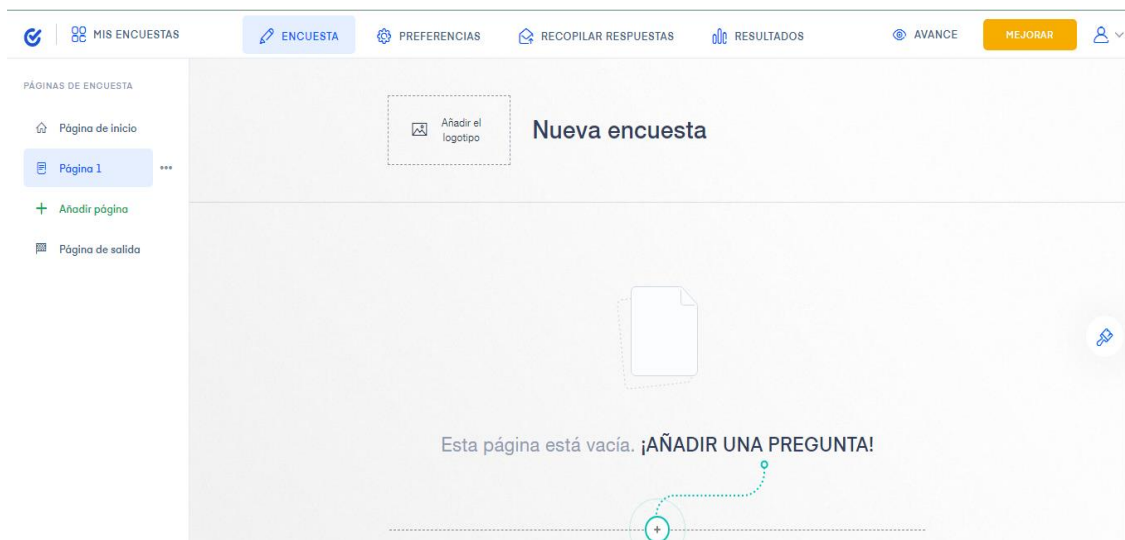 MIS ENCUESTAS
ENCUESTA
PREFERENCIAS
RECOPILAR RESPUESTAS
RESULTADOS
AVANCE
MEJORAR
PÁGINAS DE ENCUESTA
Página de inicio
Página 1
Añadir página
Página de salida
Añadir el
logotipo
Nueva encuesta
Esta página está vacía. ¡AÑADIR UNA PREGUNTA!